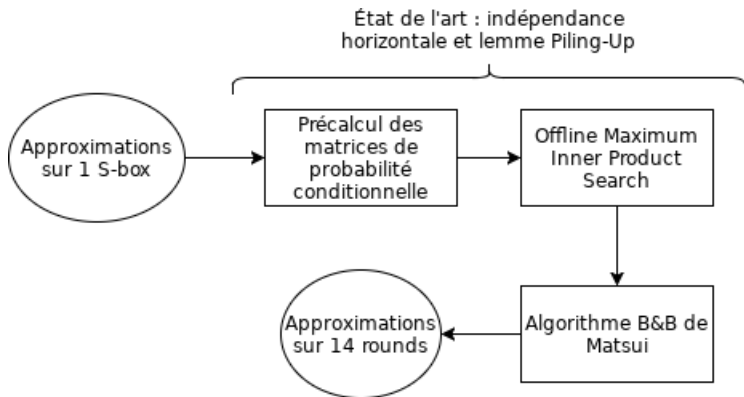 État de l'art : indépendance
horizontale et lemme Piling-Up
Approximations
sur 1 S-box
Précalcul des
matrices de
probabilité
conditionnelle
Offline Maximum
Inner Product
Search
Approximations
sur 14 rounds
Algorithme B&B de
Matsui